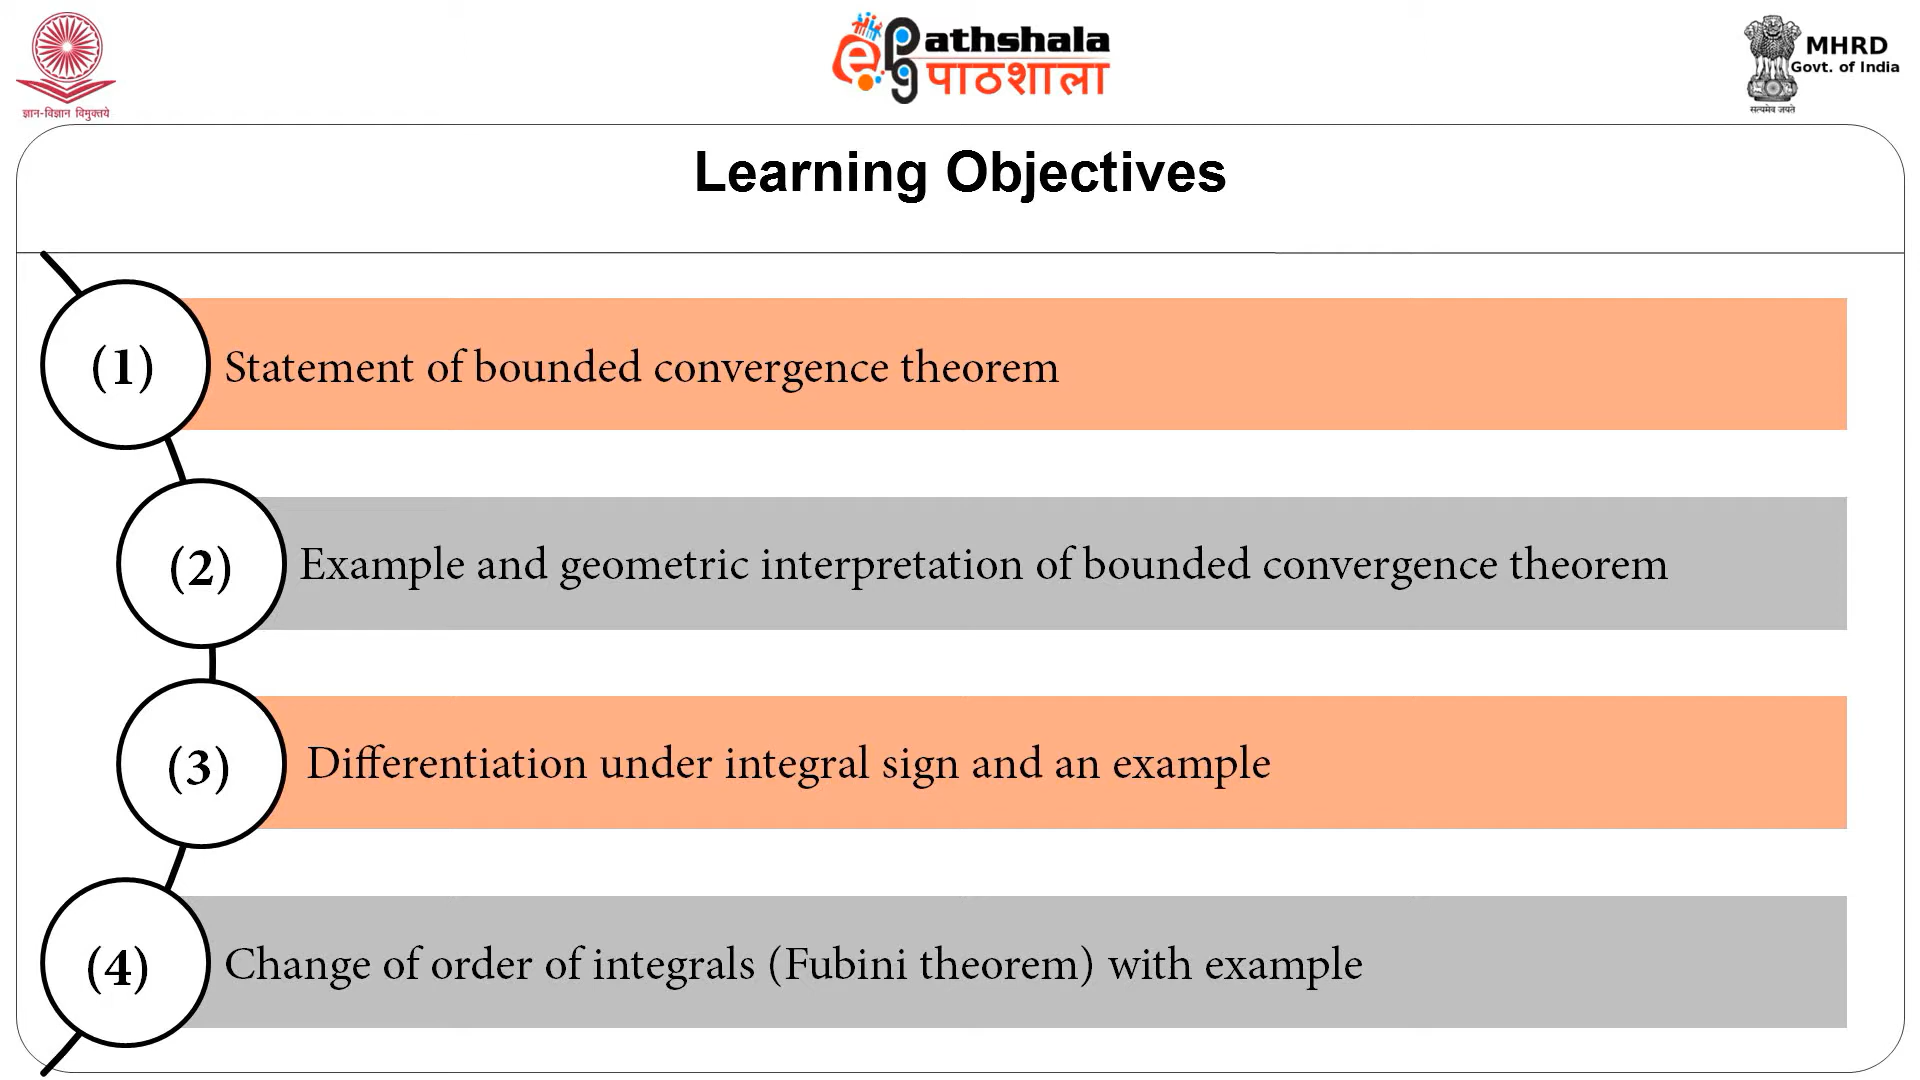 ज्ञान-विज्ञान विमुक्तये
e pg Pathshala
पाठशाला
MHRD
Govt. of India
सत्यमेव जयते
Learning Objectives
(1) Statement of bounded convergence theorem
(2) Example and geometric interpretation of bounded convergence theorem
(3) Differentiation under integral sign and an example
(4) Change of order of integrals (Fubini theorem) with example